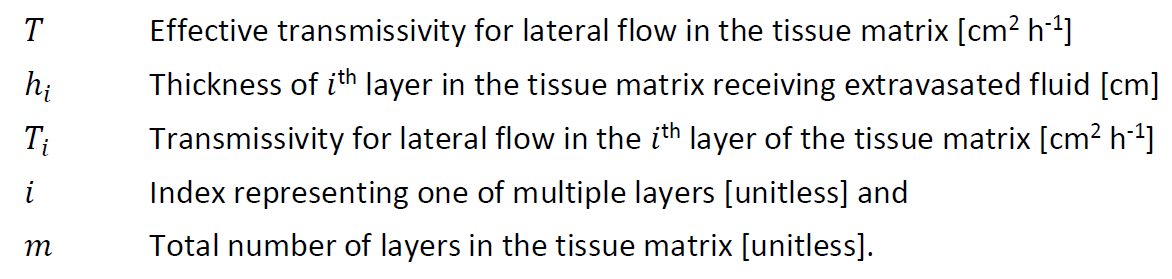 T Effective transmissivity for lateral flow in the tissue matrix [cm² h⁻¹]
hᵢ Thickness of iᵗʰ layer in the tissue matrix receiving extravasated fluid [cm]
Tᵢ Transmissivity for lateral flow in the iᵗʰ layer of the tissue matrix [cm² h⁻¹]
i Index representing one of multiple layers [unitless] and
m Total number of layers in the tissue matrix [unitless].